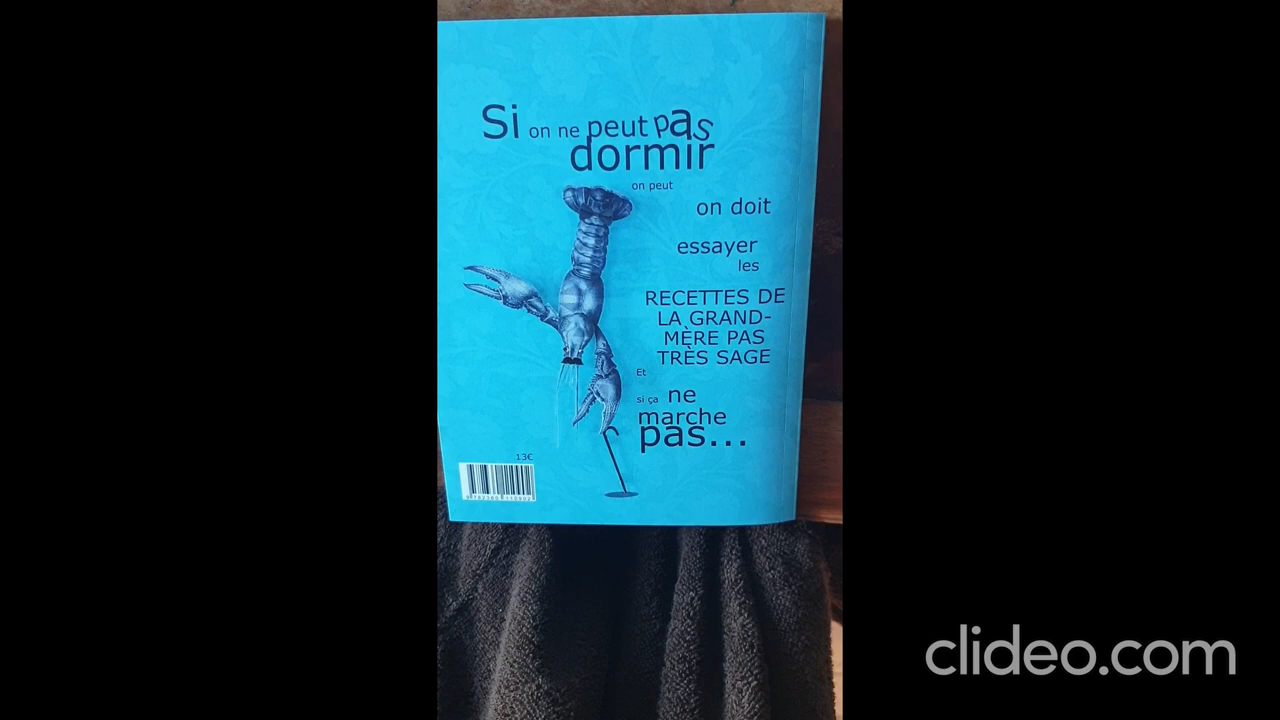 Si on ne peut pas
dormir
on peut
on doit
essayer
les
RECETTES DE
LA GRAND-
MÈRE PAS
TRÈS SAGE
Et
si ça ne
marche
pas...
13€
clideo.com